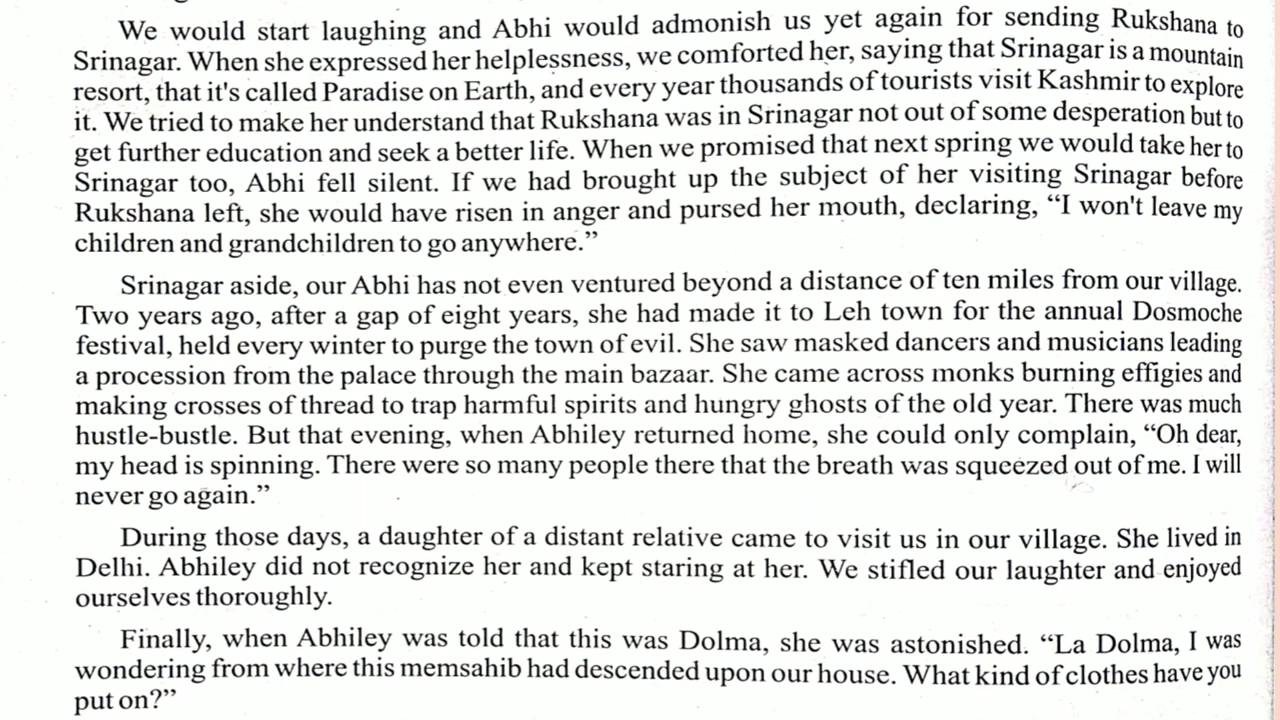 We would start laughing and Abhi would admonish us yet again for sending Rukshana to
Srinagar. When she expressed her helplessness, we comforted her, saying that Srinagar is a mountain
resort, that it's called Paradise on Earth, and every year thousands of tourists visit Kashmir to explore
it. We tried to make her understand that Rukshana was in Srinagar not out of some desperation but to
get further education and seek a better life. When we promised that next spring we would take her to
Srinagar too, Abhi fell silent. If we had brought up the subject of her visiting Srinagar before
Rukshana left, she would have risen in anger and pursed her mouth, declaring, “I won't leave my
children and grandchildren to go anywhere.”
Srinagar aside, our Abhi has not even ventured beyond a distance of ten miles from our village.
Two years ago, after a gap of eight years, she had made it to Leh town for the annual Dosmoche
festival, held every winter to purge the town of evil. She saw masked dancers and musicians leading
a procession from the palace through the main bazaar. She came across monks burning effigies and
making crosses of thread to trap harmful spirits and hungry ghosts of the old year. There was much
hustle-bustle. But that evening, when Abhiley returned home, she could only complain, “Oh dear,
my head is spinning. There were so many people there that the breath was squeezed out of me. I will
never go again.”
During those days, a daughter of a distant relative came to visit us in our village. She lived in
Delhi. Abhiley did not recognize her and kept staring at her. We stifled our laughter and enjoyed
ourselves thoroughly.
Finally, when Abhiley was told that this was Dolma, she was astonished. “La Dolma, I was
wondering from where this memsahib had descended upon our house. What kind of clothes have you
put on?”